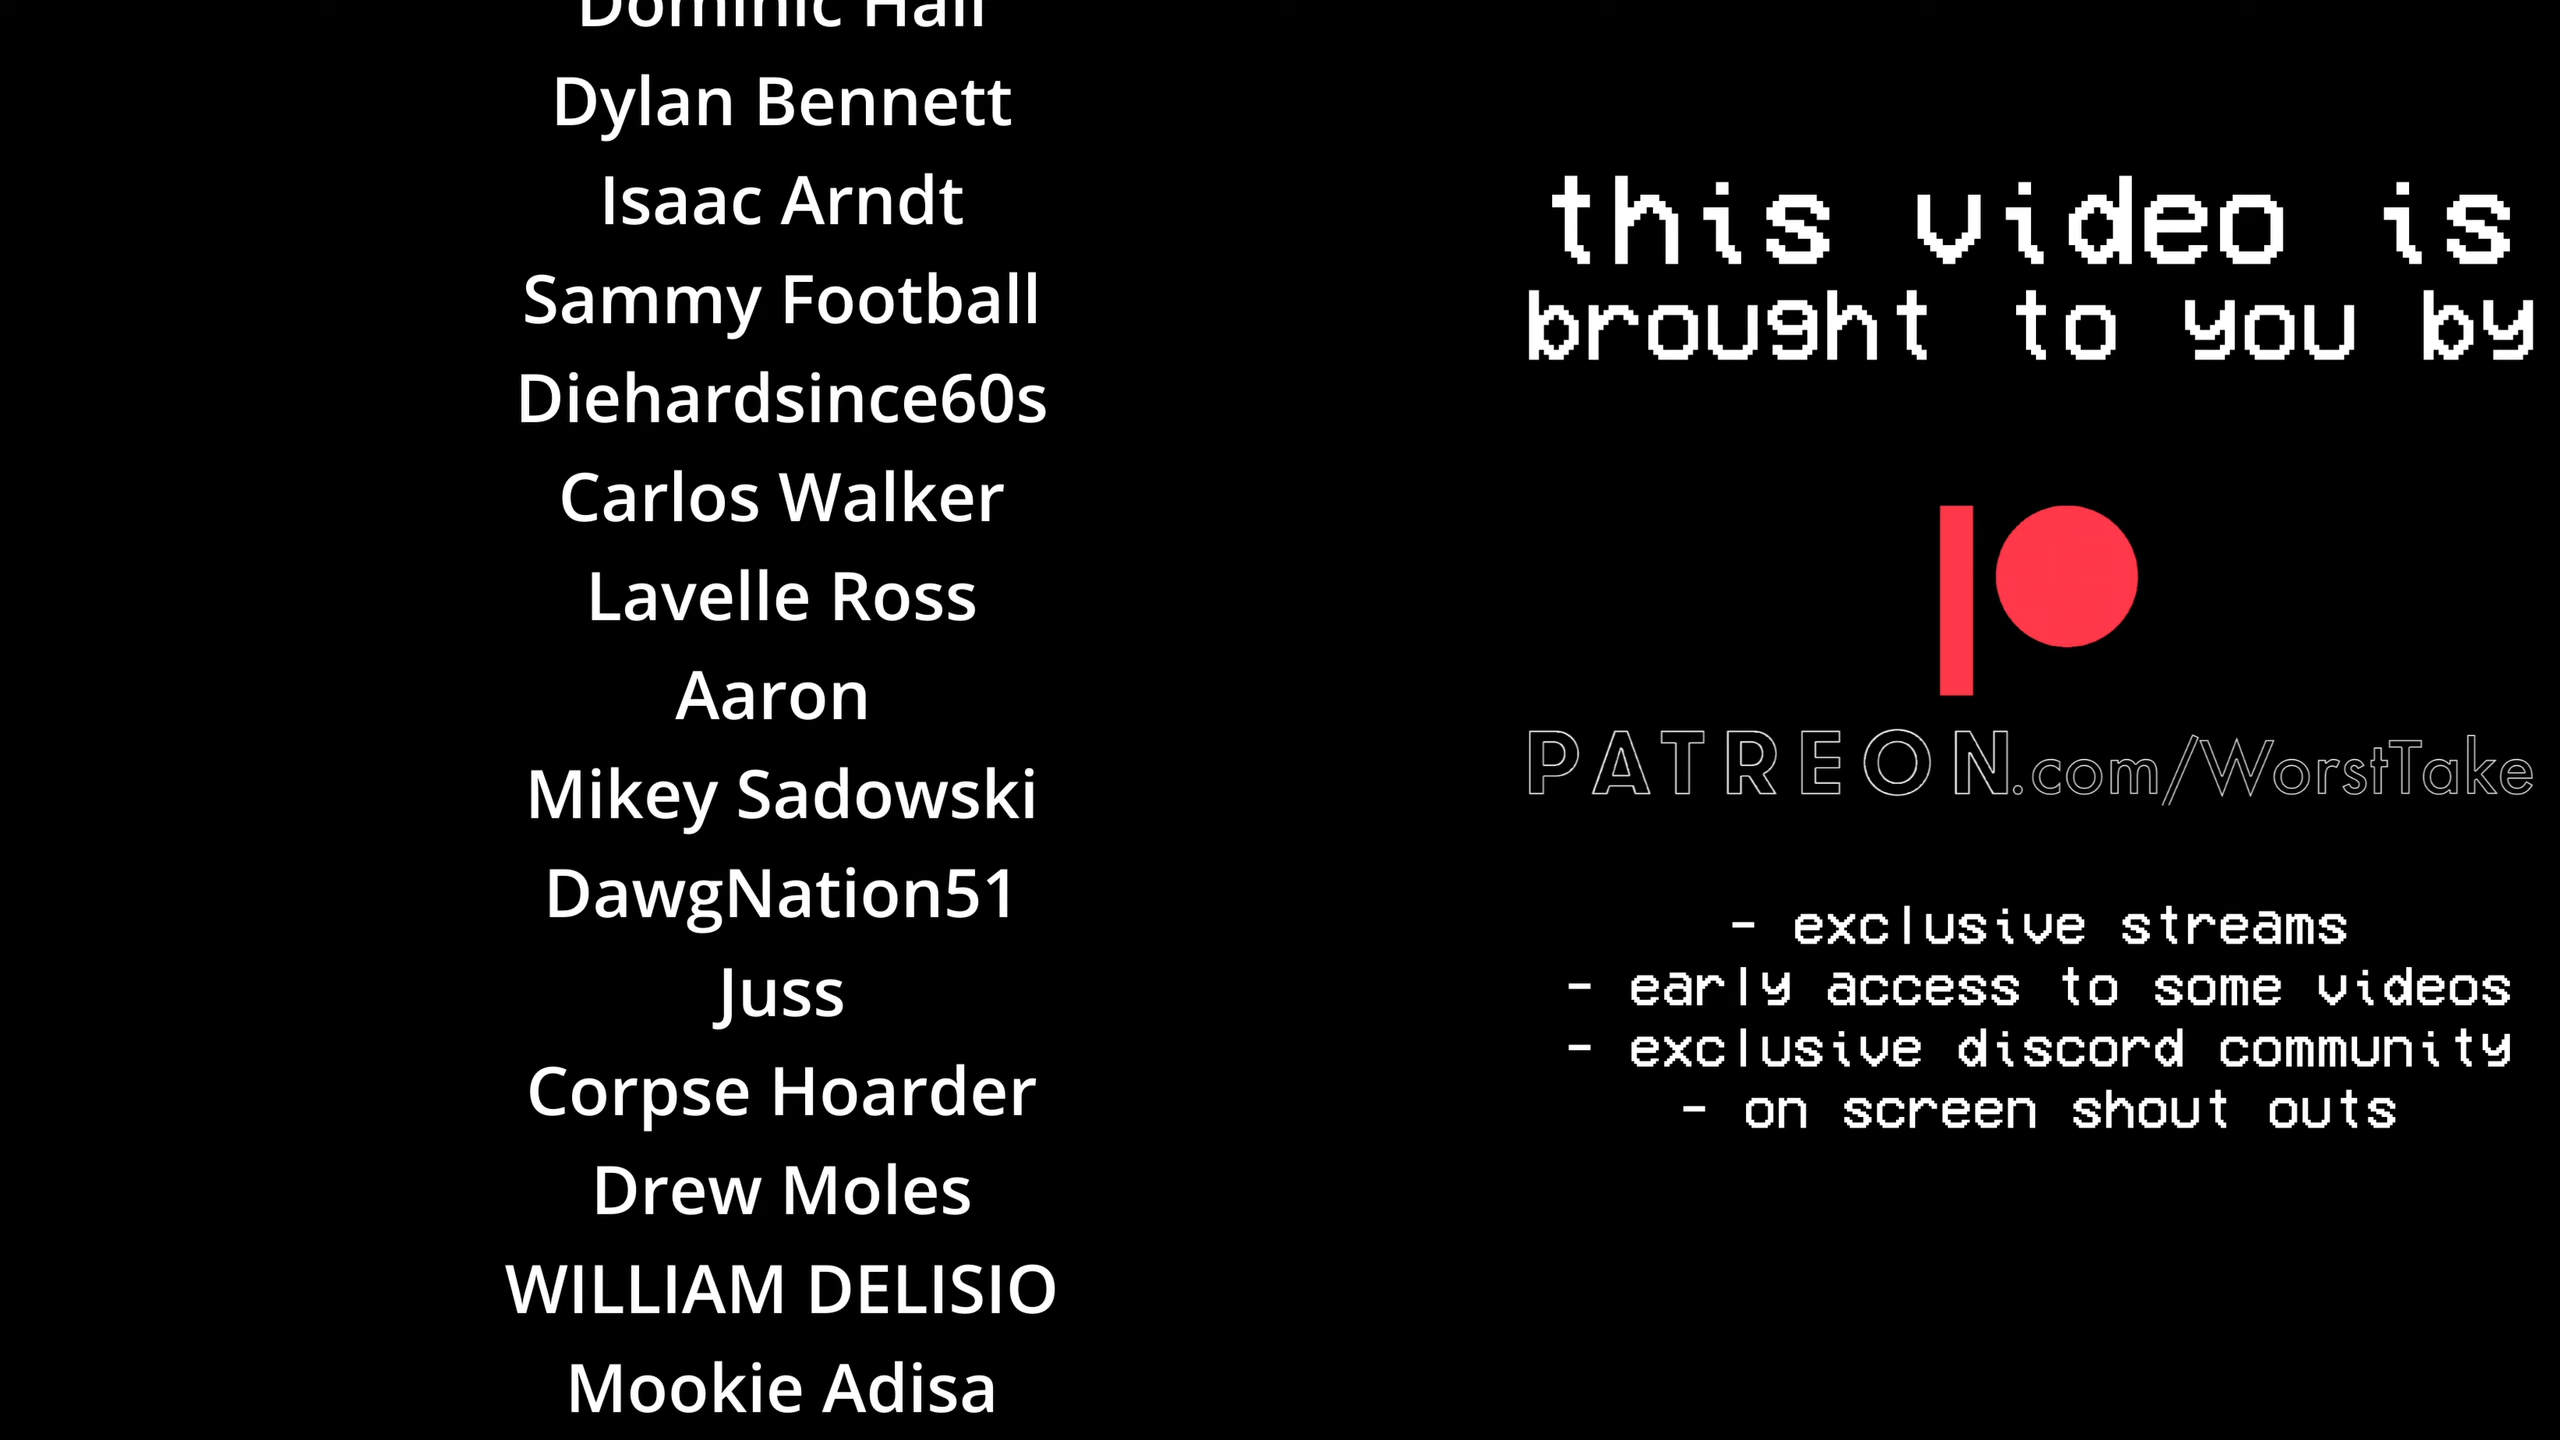 Dominic Hall
Dylan Bennett
Isaac Arndt
Sammy Football
Diehardsince60s
Carlos Walker
Lavelle Ross
Aaron
Mikey Sadowski
DawgNation51
Juss
Corpse Hoarder
Drew Moles
WILLIAM DELISIO
Mookie Adisa
this video is
brought to you by
PATREON.com/WorstTake
- exclusive streams
- early access to some videos
- exclusive discord community
- on screen shout outs